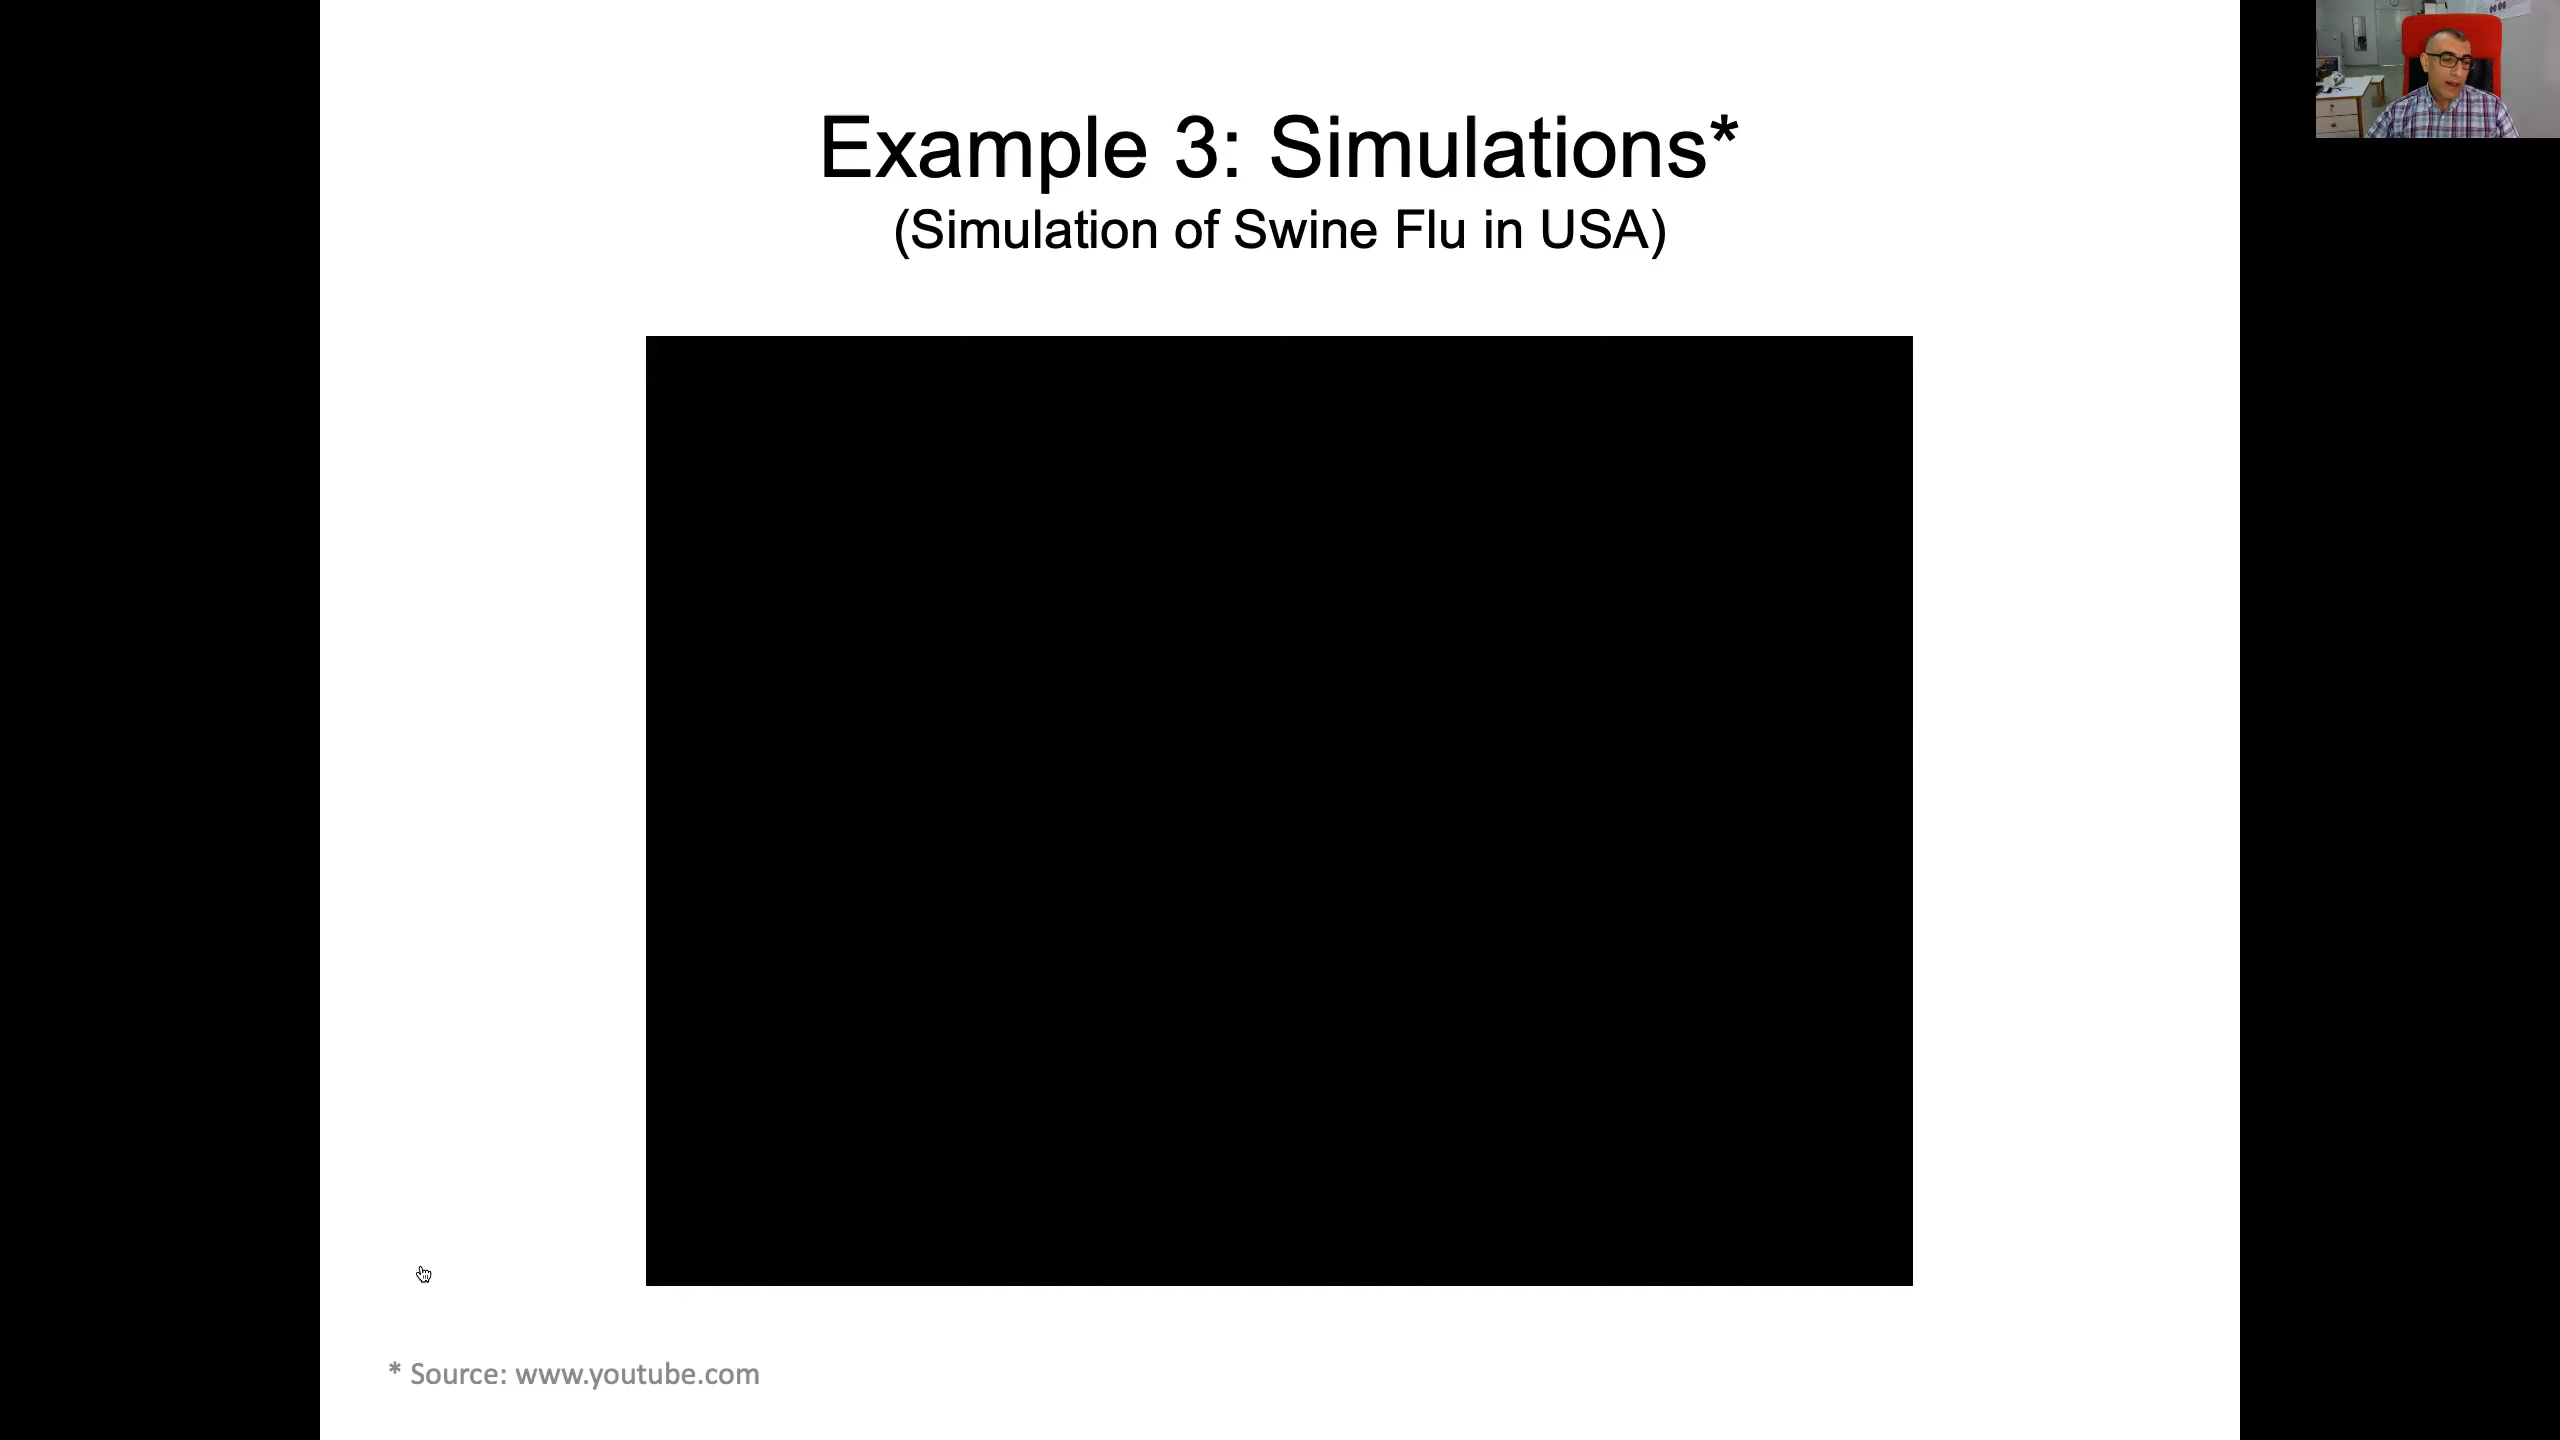 Example 3: Simulations*
(Simulation of Swine Flu in USA)
* Source: www.youtube.com